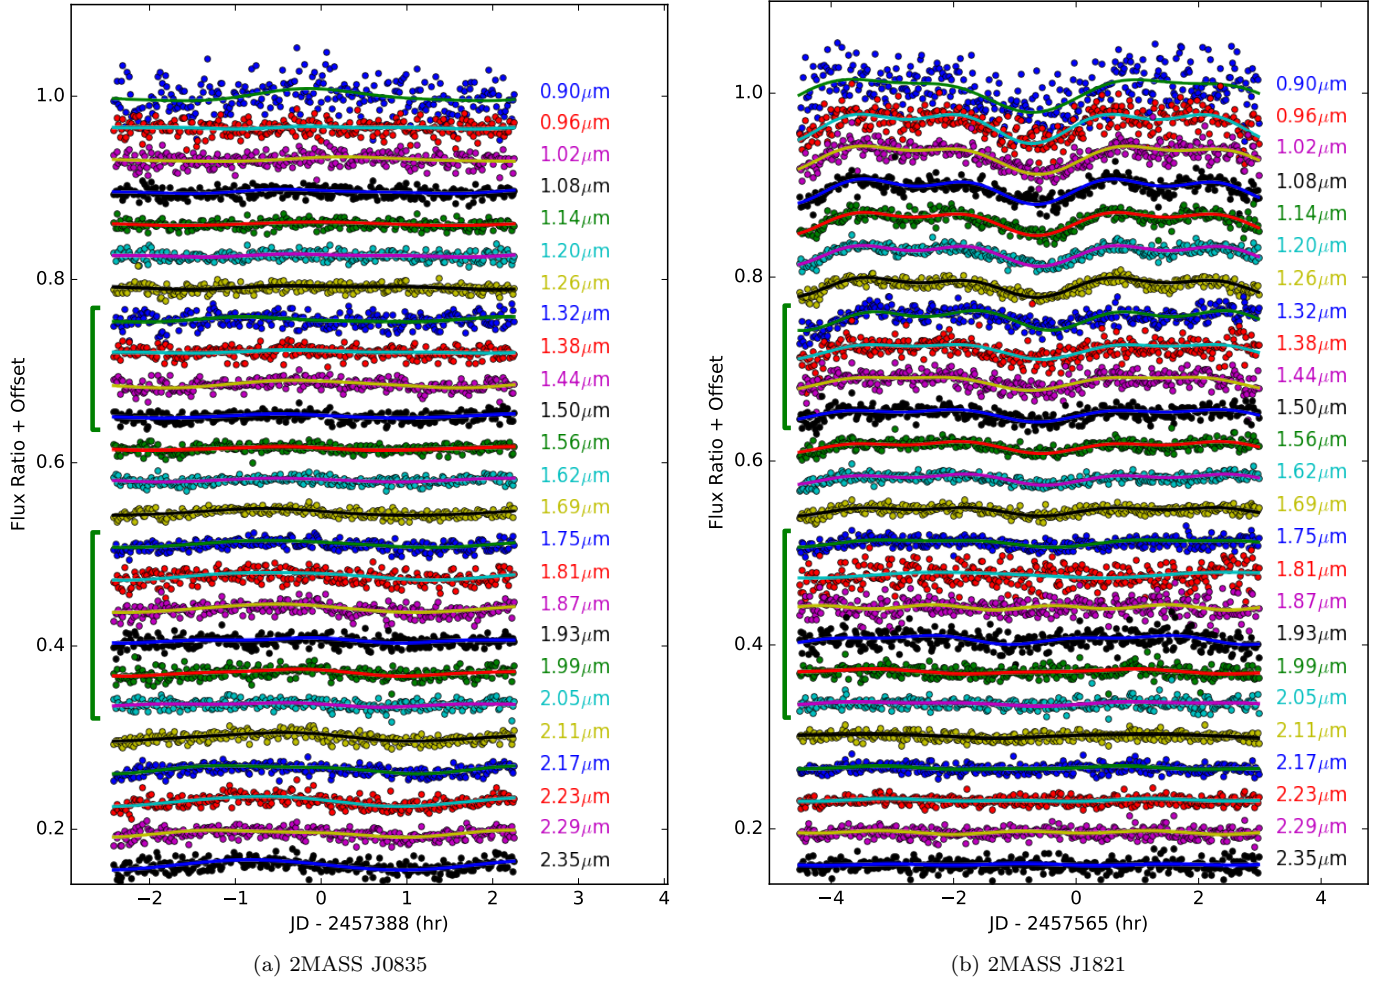 1.0
0.8
0.6
0.4
0.2
Flux Ratio + Offset
0.90μm
0.96μm
1.02μm
1.08μm
1.14μm
1.20μm
1.26μm
1.32μm
1.38μm
1.44μm
1.50μm
1.56μm
1.62μm
1.69μm
1.75μm
1.81μm
1.87μm
1.93μm
1.99μm
2.05μm
2.11μm
2.17μm
2.23μm
2.29μm
2.35μm
−2 −1 0 1 2 3 4
JD - 2457388 (hr)
(a) 2MASS J0835
1.0
0.8
0.6
0.4
0.2
Flux Ratio + Offset
0.90μm
0.96μm
1.02μm
1.08μm
1.14μm
1.20μm
1.26μm
1.32μm
1.38μm
1.44μm
1.50μm
1.56μm
1.62μm
1.69μm
1.75μm
1.81μm
1.87μm
1.93μm
1.99μm
2.05μm
2.11μm
2.17μm
2.23μm
2.29μm
2.35μm
−4 −2 0 2 4
JD - 2457565 (hr)
(b) 2MASS J1821